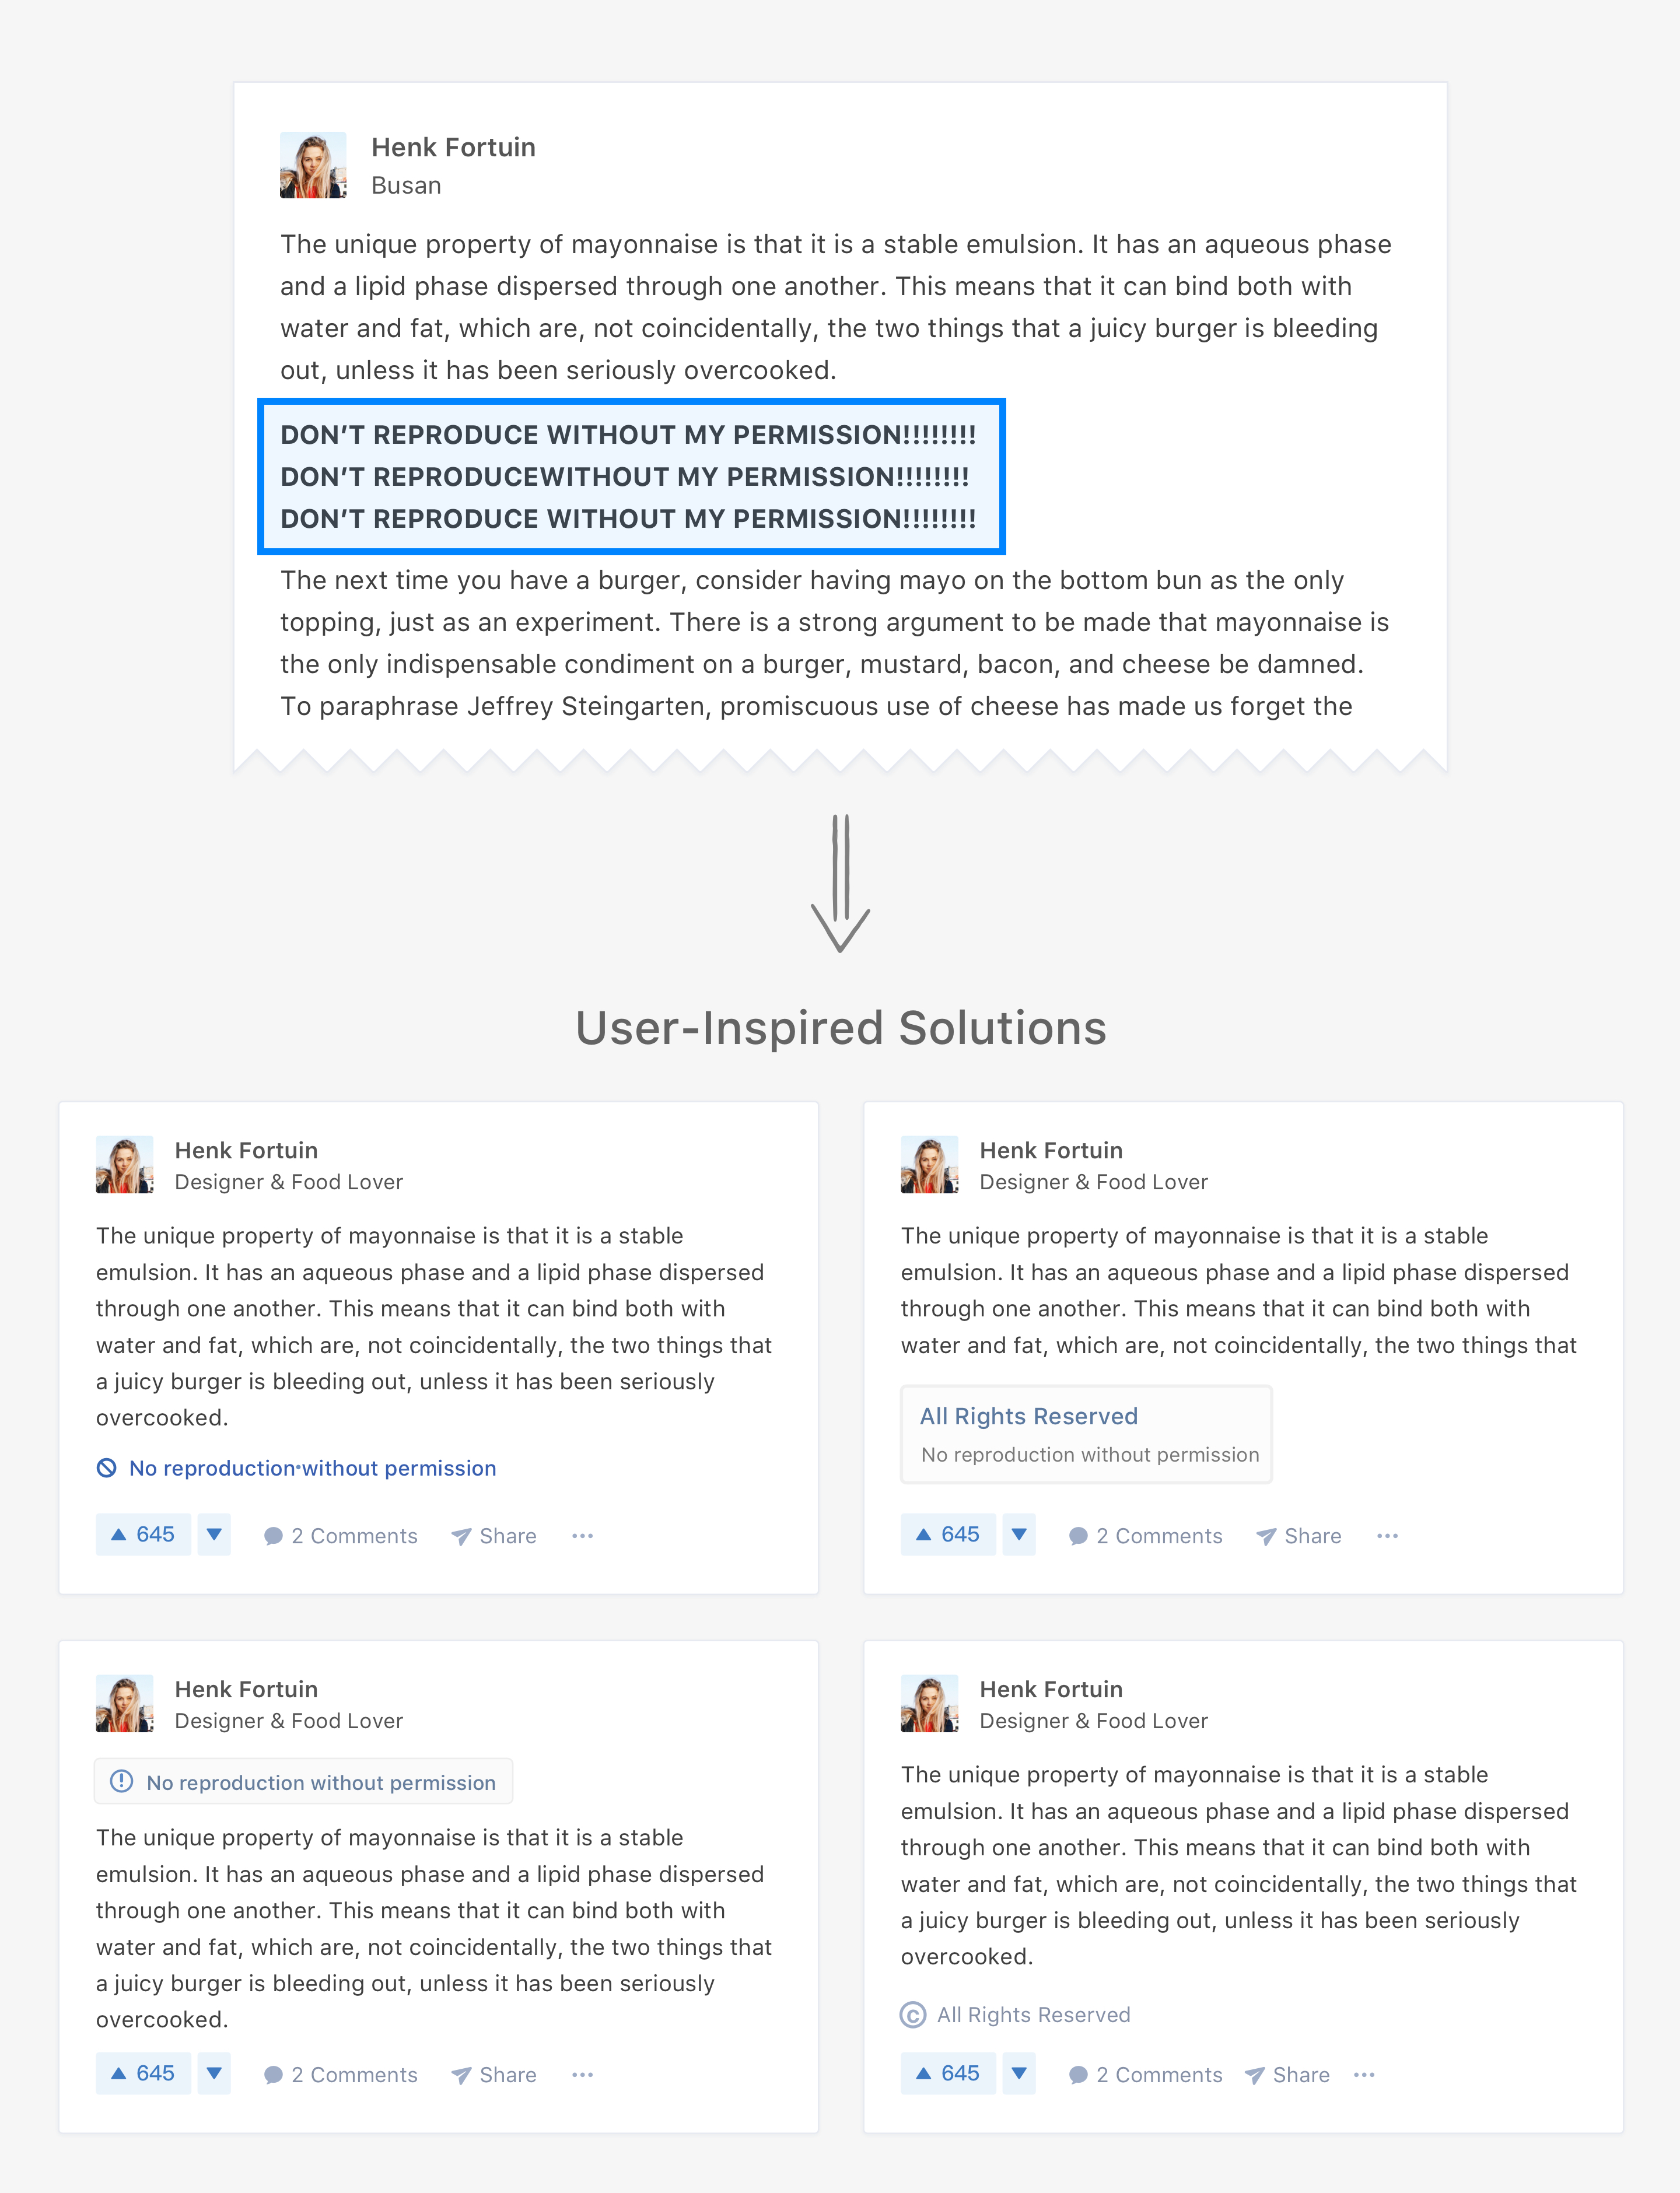 Henk Fortuin
Busan
The unique property of mayonnaise is that it is a stable emulsion. It has an aqueous phase
and a lipid phase dispersed through one another. This means that it can bind both with
water and fat, which are, not coincidentally, the two things that a juicy burger is bleeding
out, unless it has been seriously overcooked.
DON’T REPRODUCE WITHOUT MY PERMISSION!!!!!!!!
DON’T REPRODUCEWITHOUT MY PERMISSION!!!!!!!!
DON’T REPRODUCE WITHOUT MY PERMISSION!!!!!!!!
The next time you have a burger, consider having mayo on the bottom bun as the only
topping, just as an experiment. There is a strong argument to be made that mayonnaise is
the only indispensable condiment on a burger, mustard, bacon, and cheese be damned.
To paraphrase Jeffrey Steingarten, promiscuous use of cheese has made us forget the
User-Inspired Solutions
Henk Fortuin
Designer & Food Lover
The unique property of mayonnaise is that it is a stable
emulsion. It has an aqueous phase and a lipid phase dispersed
through one another. This means that it can bind both with
water and fat, which are, not coincidentally, the two things that
a juicy burger is bleeding out, unless it has been seriously
overcooked.
No reproduction•without permission
645 2 Comments Share
Henk Fortuin
Designer & Food Lover
The unique property of mayonnaise is that it is a stable
emulsion. It has an aqueous phase and a lipid phase dispersed
through one another. This means that it can bind both with
water and fat, which are, not coincidentally, the two things that
All Rights Reserved
No reproduction without permission
645 2 Comments Share
Henk Fortuin
Designer & Food Lover
No reproduction without permission
The unique property of mayonnaise is that it is a stable
emulsion. It has an aqueous phase and a lipid phase dispersed
through one another. This means that it can bind both with
water and fat, which are, not coincidentally, the two things that
a juicy burger is bleeding out, unless it has been seriously
overcooked.
645 2 Comments Share
Henk Fortuin
Designer & Food Lover
The unique property of mayonnaise is that it is a stable
emulsion. It has an aqueous phase and a lipid phase dispersed
through one another. This means that it can bind both with
water and fat, which are, not coincidentally, the two things that
a juicy burger is bleeding out, unless it has been seriously
overcooked.
© All Rights Reserved
645 2 Comments Share